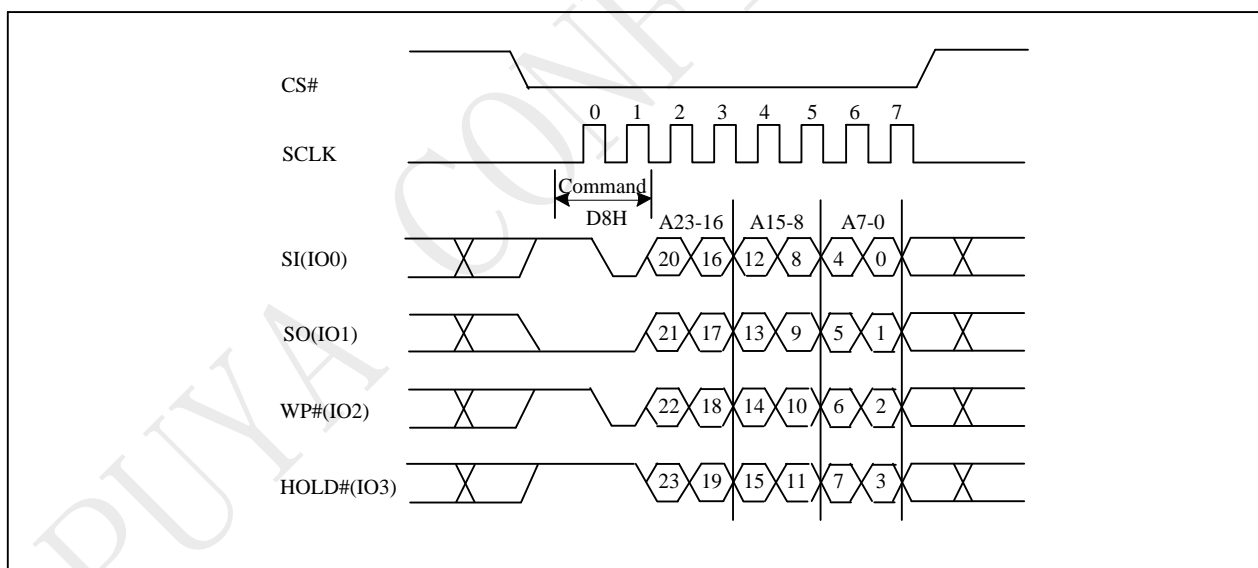 CS#
0 1 2 3 4 5 6 7
SCLK
Command
D8H
A23-16 A15-8 A7-0
SI(IO0) 20 16 12 8 4 0
SO(IO1) 21 17 13 9 5 1
WP#(IO2) 22 18 14 10 6 2
HOLD#(IO3) 23 19 15 11 7 3
PUYA CONF